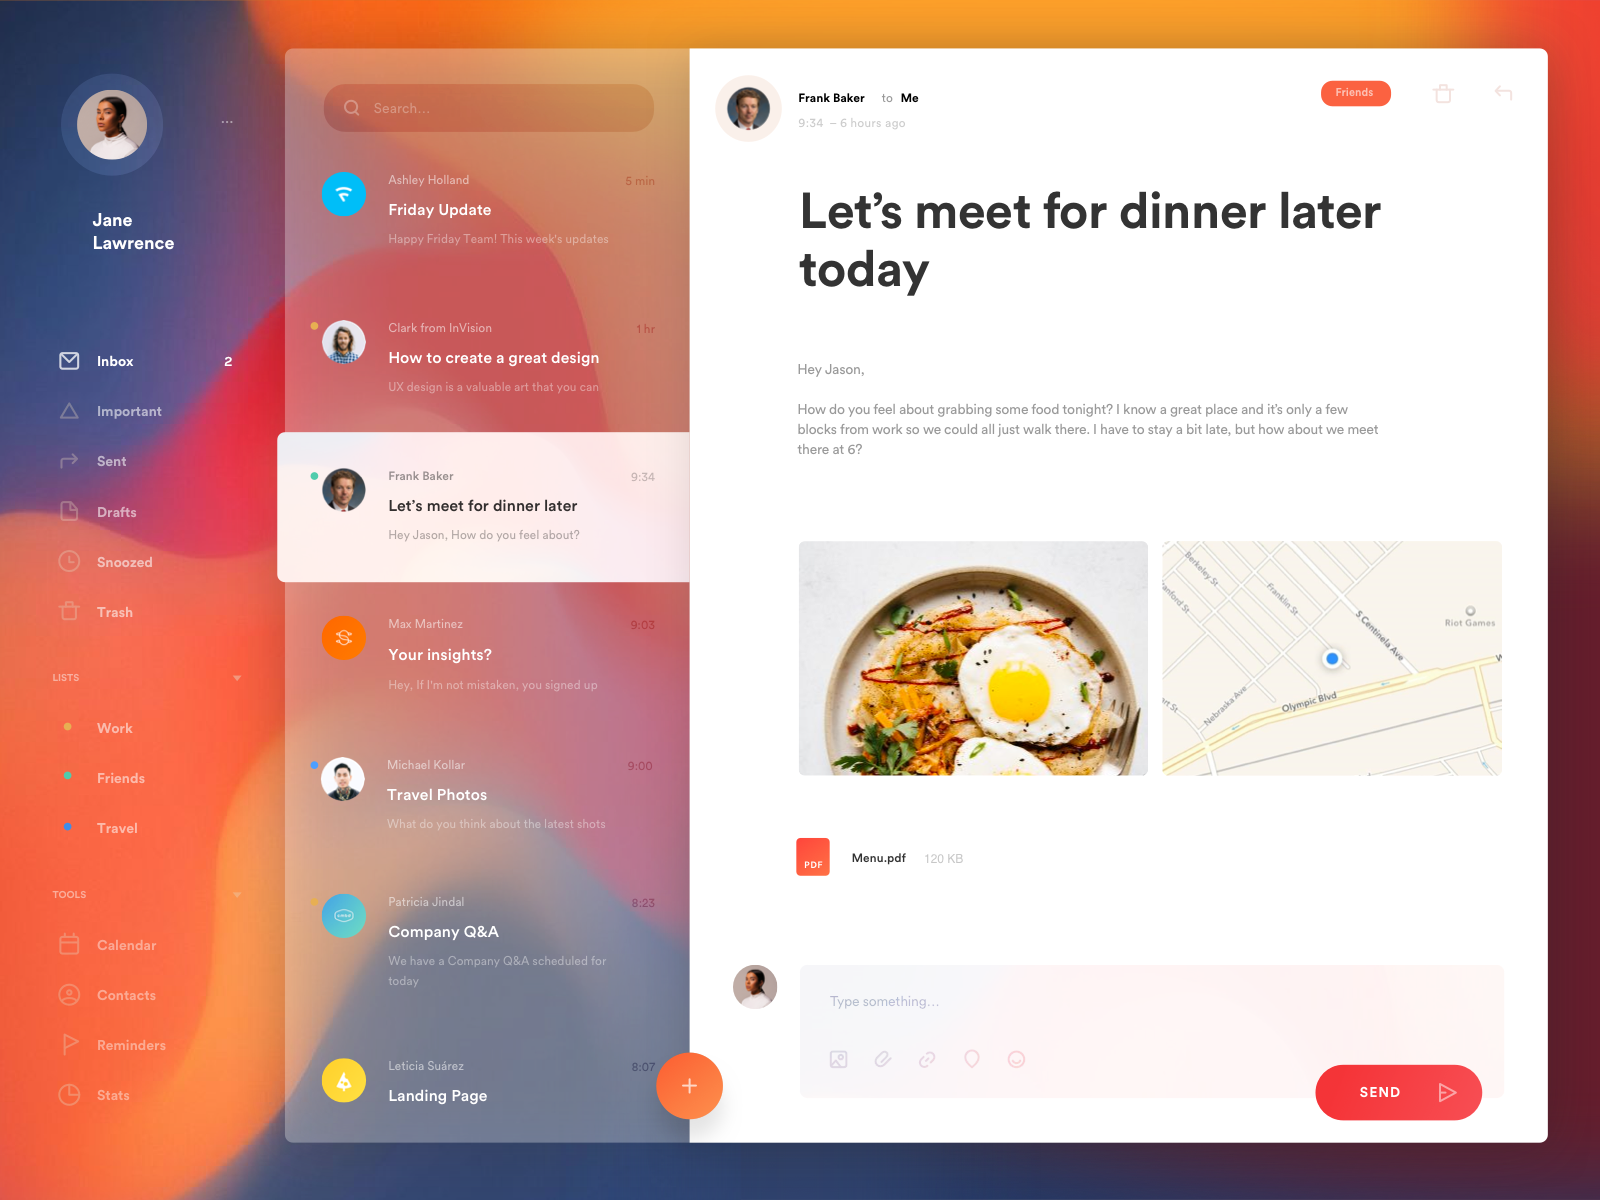 Jane
Lawrence
Inbox 2
Important
Sent
Drafts
Snoozed
Trash
LISTS
Work
Friends
Travel
TOOLS
Calendar
Contacts
Reminders
Stats
Search...
Ashley Holland 5 min
Friday Update
Happy Friday Team! This week's updates
Clark from InVision 1 hr
How to create a great design
UX design is a valuable art that you can
Frank Baker 9:34
Let's meet for dinner later
Hey Jason, How do you feel about?
Max Martinez 9:03
Your insights?
Hey, If I'm not mistaken, you signed up
Michael Kollar 9:00
Travel Photos
What do you think about the latest shots
Patricia Jindal 8:23
Company Q&A
We have a Company Q&A scheduled for
today
Leticia Suárez 8:07
Landing Page
Frank Baker to Me
9:34 – 6 hours ago
Friends
Let's meet for dinner later
today
Hey Jason,
How do you feel about grabbing some food tonight? I know a great place and it's only a few
blocks from work so we could all just walk there. I have to stay a bit late, but how about we meet
there at 6?
Berkeley St
Franklin St
S Centinela Ave
Riot Games
Nebraska Ave
Olympic Blvd
PDF Menu.pdf 120 KB
Type something...
SEND